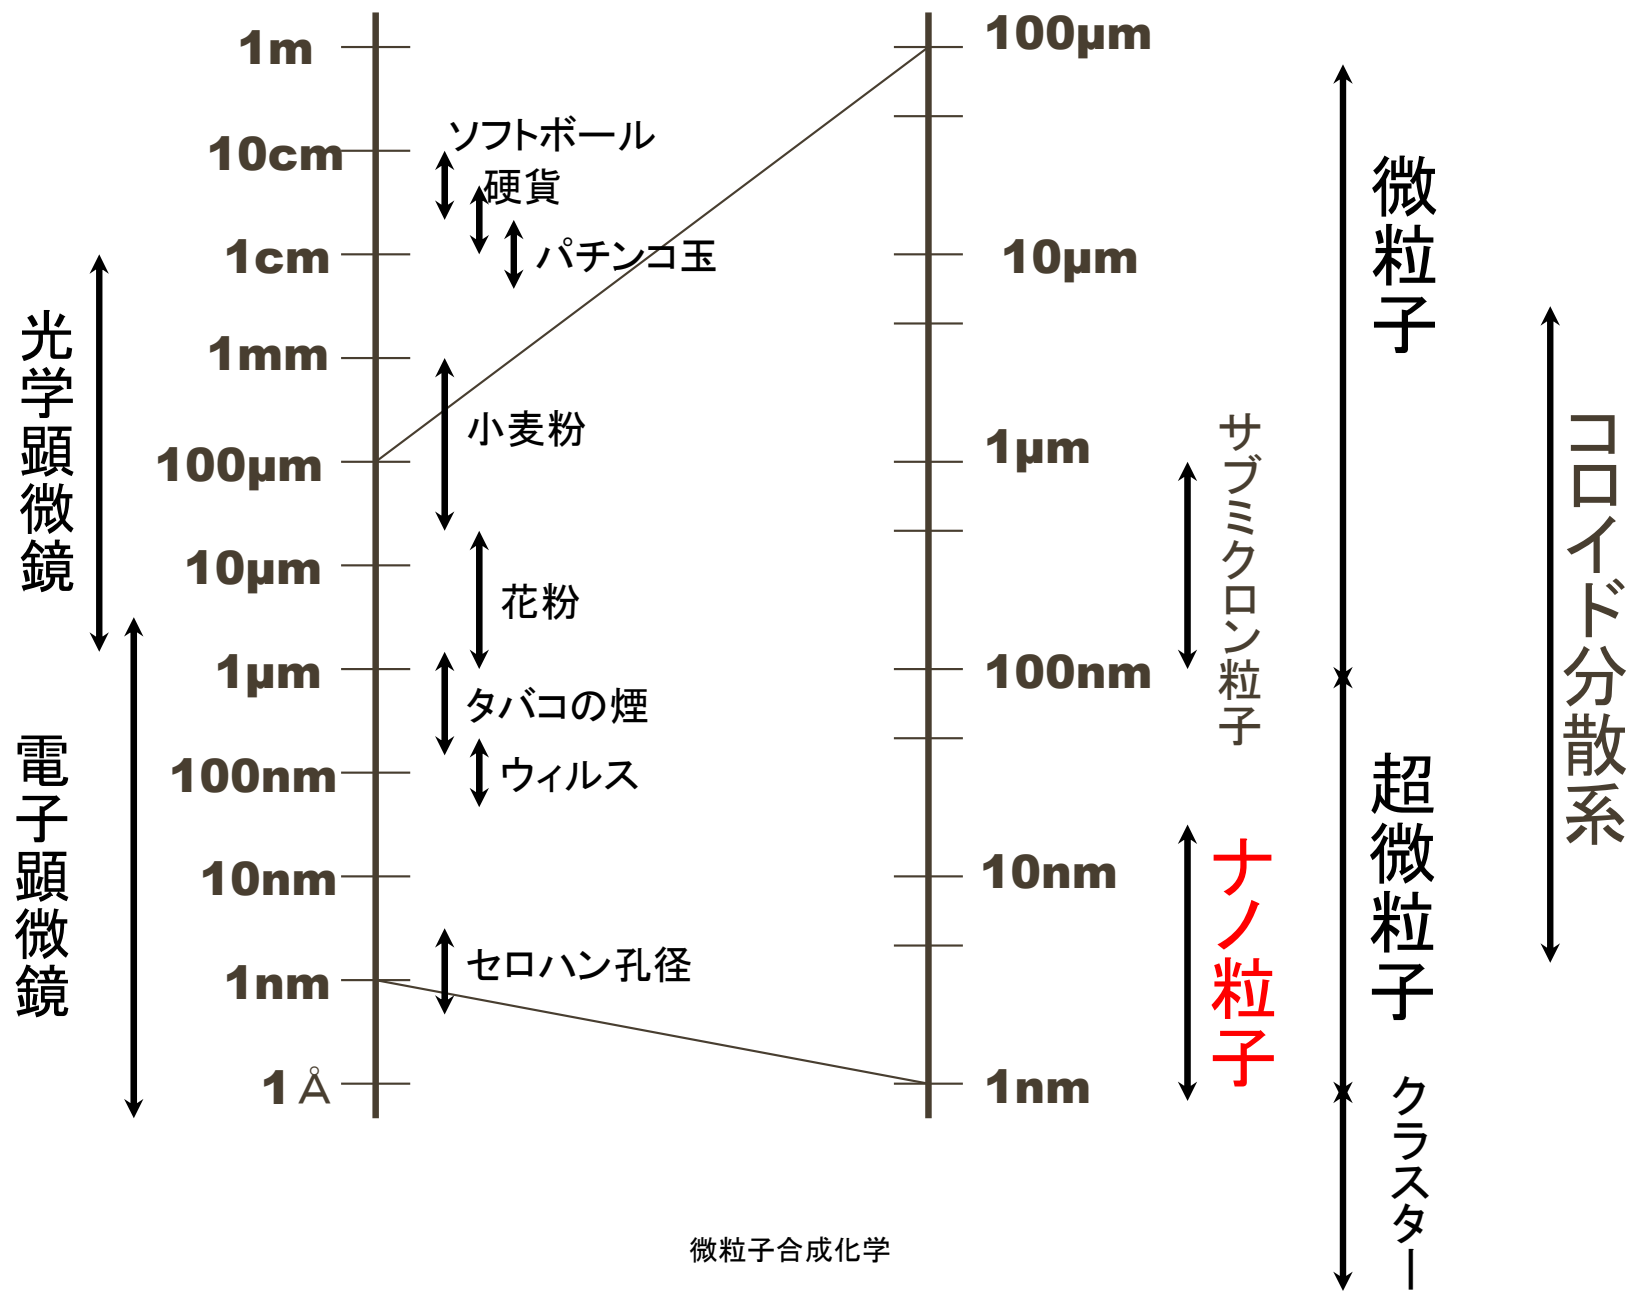 1m
10cm
1cm
1mm
100μm
10μm
1μm
100nm
10nm
1nm
1Å
光学顕微鏡
電子顕微鏡
ソフトボール
硬貨
パチンコ玉
小麦粉
花粉
タバコの煙
ウィルス
セロハン孔径
100μm
10μm
1μm
100nm
10nm
1nm
サブミクロン粒子
ナノ粒子
微粒子
超微粒子
クラスター
コロイド分散系
微粒子合成化学